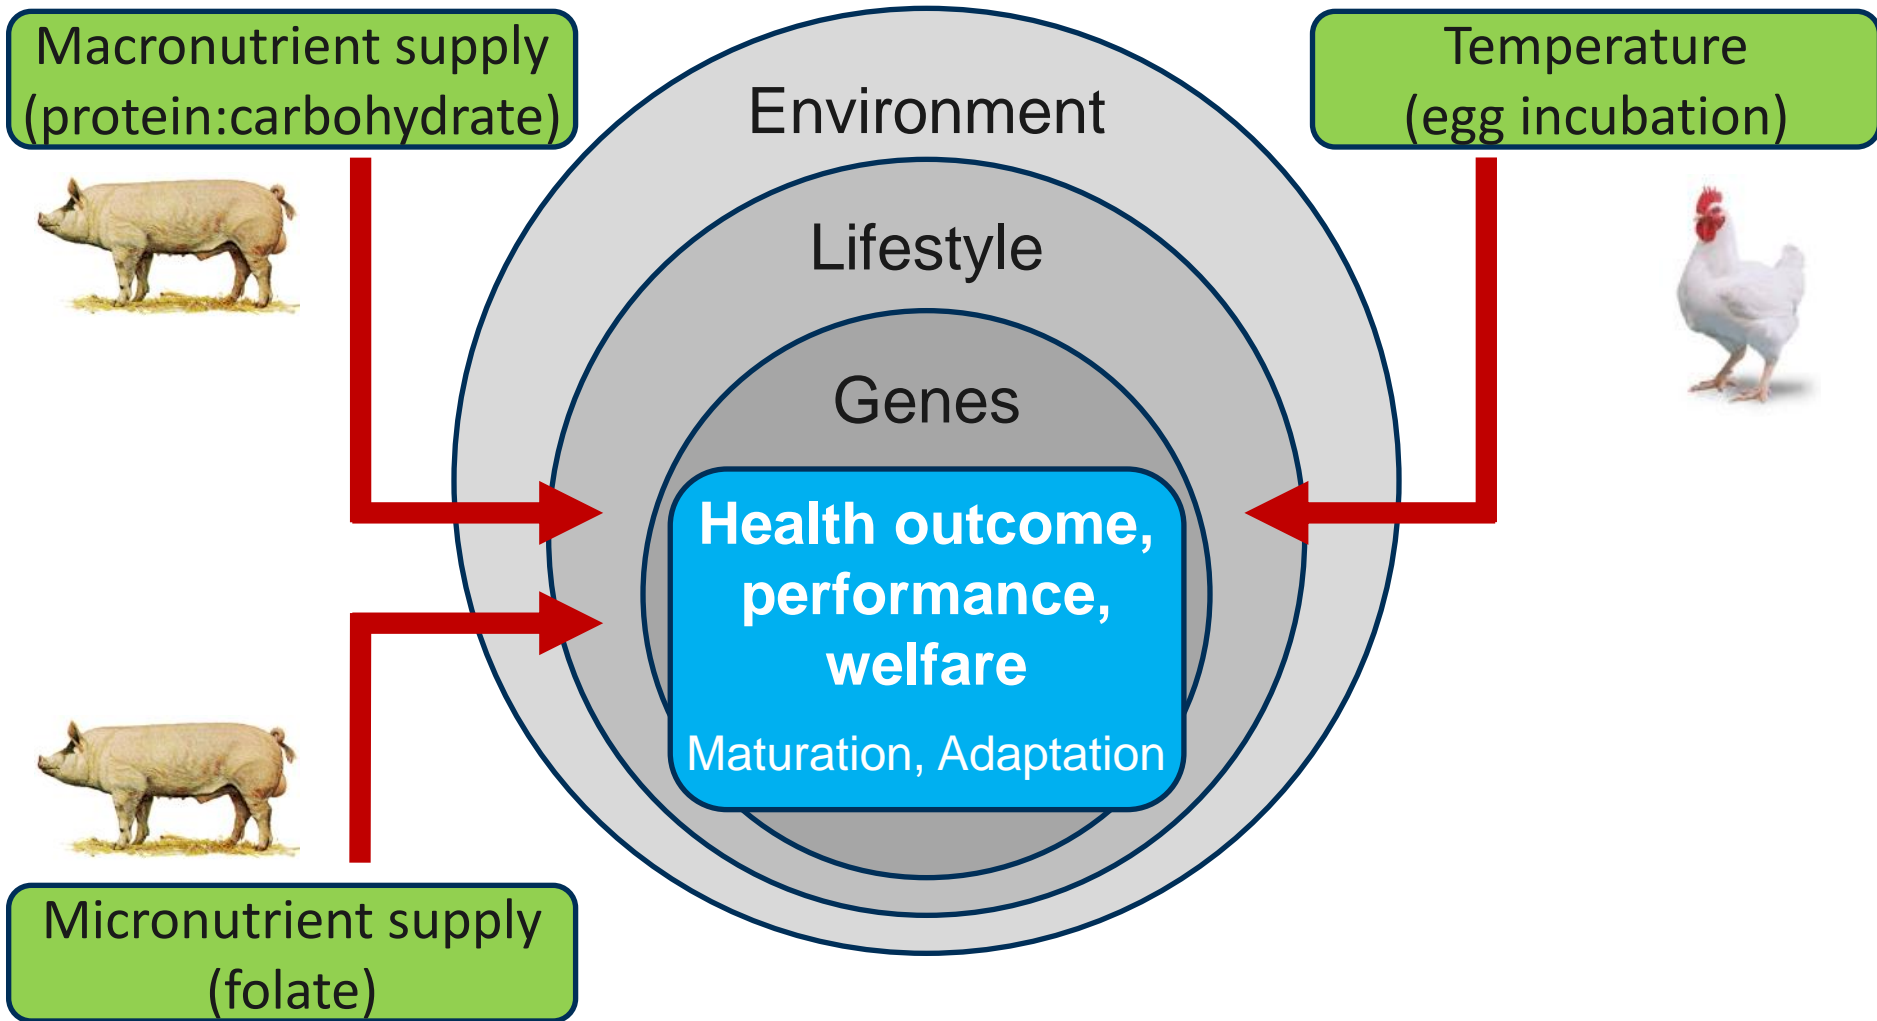 Macronutrient supply
(protein:carbohydrate)
Environment
Temperature
(egg incubation)
Lifestyle
Genes
Health outcome,
performance,
welfare
Maturation, Adaptation
Micronutrient supply
(folate)